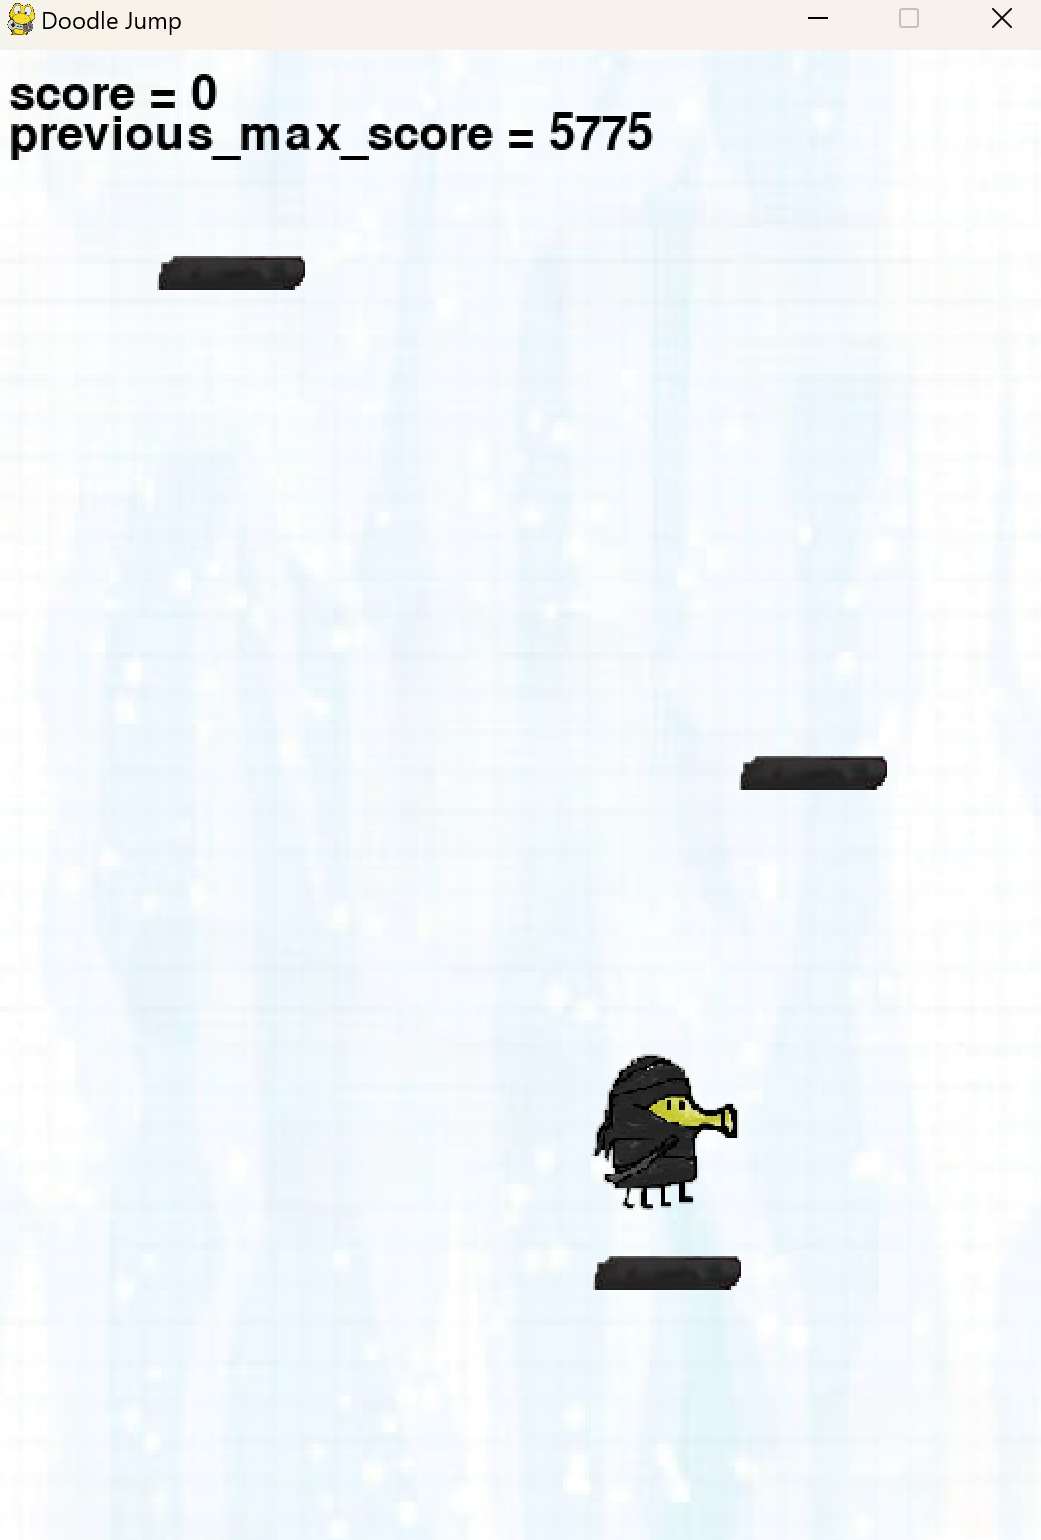 Doodle Jump
score = 0
previous_max_score = 5775